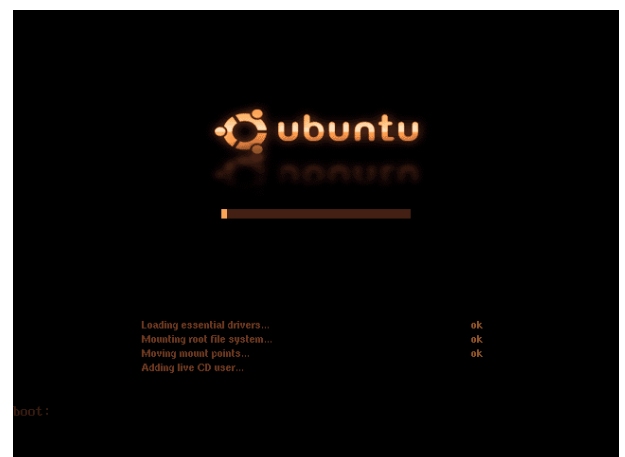 ubuntu
Loading essential drivers... ok
Mounting root file system... ok
Moving mount points... ok
Adding live CD user...
boot: